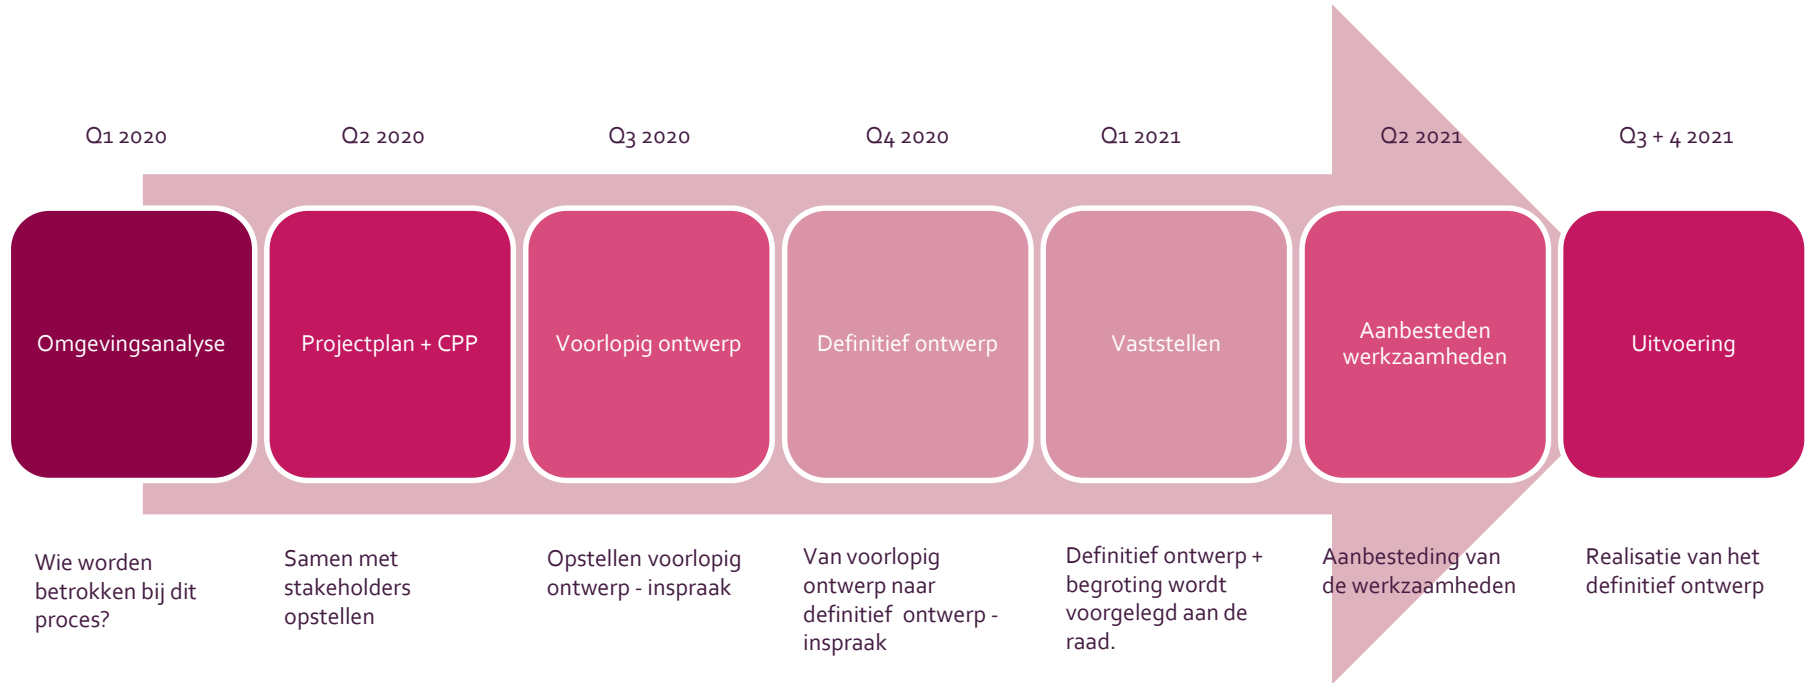 Q1 2020
Q2 2020
Q3 2020
Q4 2020
Q1 2021
Q2 2021
Q3 + 4 2021
Omgevingsanalyse
Projectplan + CPP
Voorlopig ontwerp
Definitief ontwerp
Vaststellen
Aanbesteden
werkzaamheden
Uitvoering
Wie worden
betrokken bij dit
proces?
Samen met
stakeholders
opstellen
Opstellen voorlopig
ontwerp - inspraak
Van voorlopig
ontwerp naar
definitief  ontwerp -
inspraak
Definitief ontwerp +
begroting wordt
voorgelegd aan de
raad.
Aanbesteding van
de werkzaamheden
Realisatie van het
definitief ontwerp